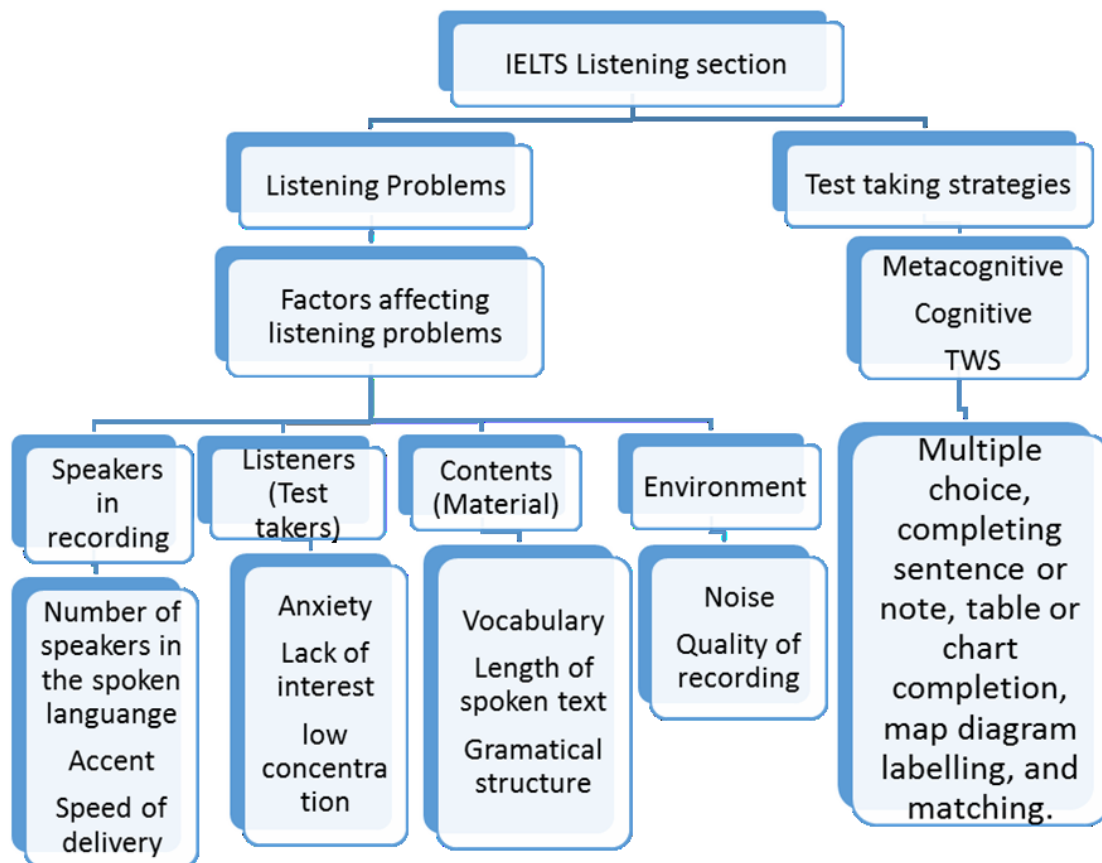 IELTS Listening section
Listening Problems
Test taking strategies
Factors affecting
listening problems
Metacognitive
Cognitive
TWS
Speakers
in
recording
Listeners
(Test
takers)
Contents
(Material)
Environment
Number of
speakers in
the spoken
languange
Accent
Speed of
delivery
Anxiety
Lack of
interest
low
concentra
tion
Vocabulary
Length of
spoken text
Gramatical
structure
Noise
Quality of
recording
Multiple
choice,
completing
sentence or
note, table or
chart
completion,
map diagram
labelling, and
matching.